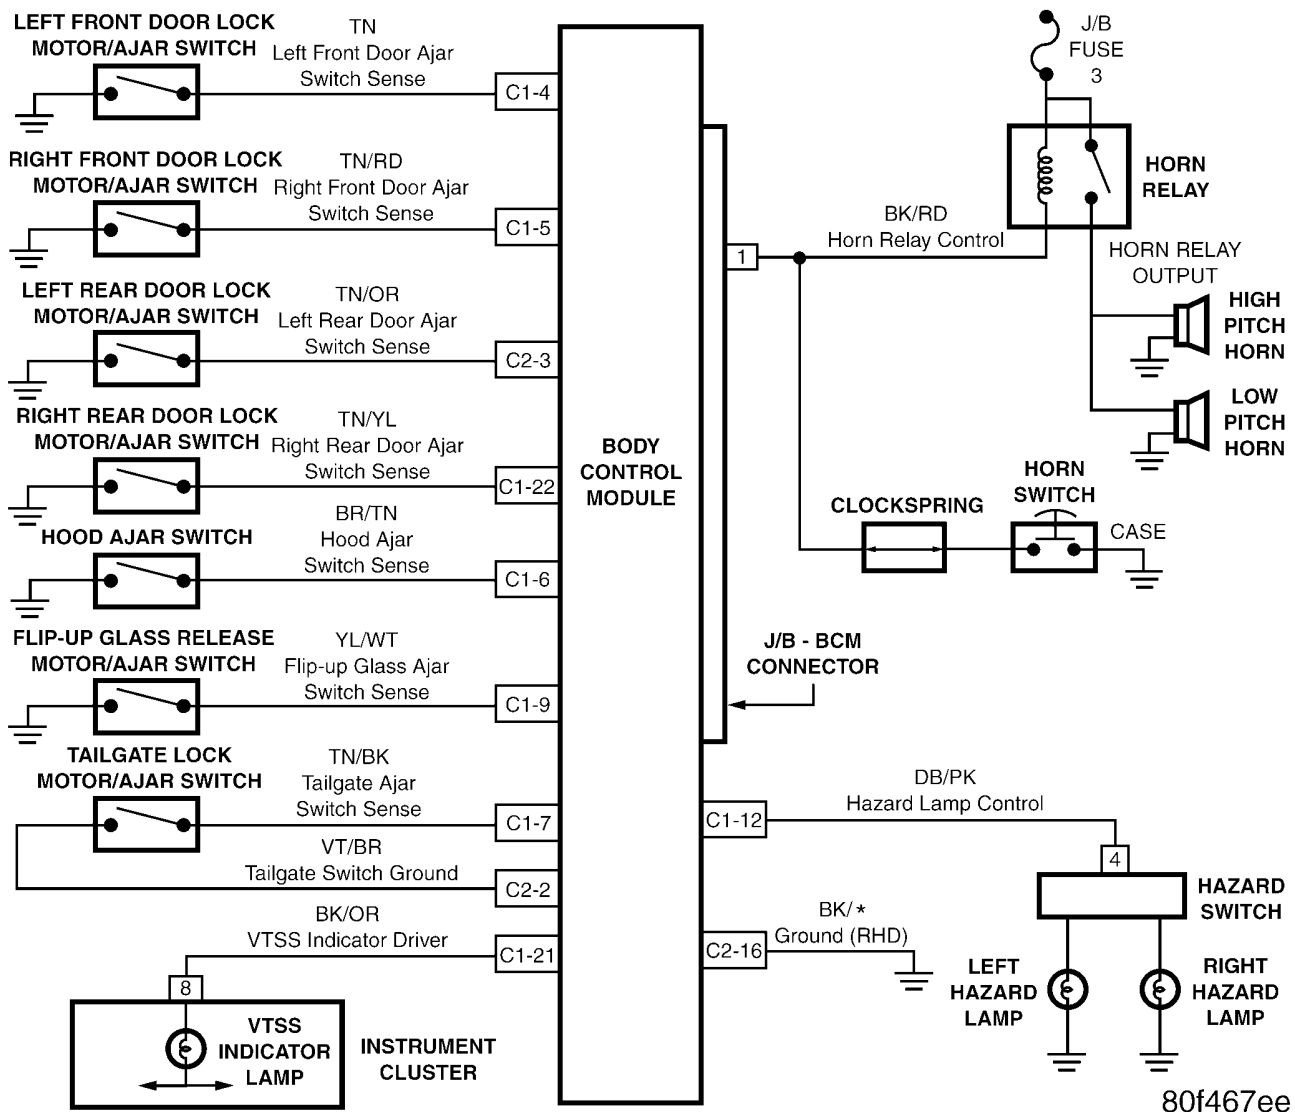 LEFT FRONT DOOR LOCK
MOTOR/AJAR SWITCH
TN
Left Front Door Ajar
Switch Sense
C1-4
RIGHT FRONT DOOR LOCK
MOTOR/AJAR SWITCH
TN/RD
Right Front Door Ajar
Switch Sense
C1-5
LEFT REAR DOOR LOCK
MOTOR/AJAR SWITCH
TN/OR
Left Rear Door Ajar
Switch Sense
C2-3
RIGHT REAR DOOR LOCK
MOTOR/AJAR SWITCH
TN/YL
Right Rear Door Ajar
Switch Sense
C1-22
HOOD AJAR SWITCH
BR/TN
Hood Ajar
Switch Sense
C1-6
FLIP-UP GLASS RELEASE
MOTOR/AJAR SWITCH
YL/WT
Flip-up Glass Ajar
Switch Sense
C1-9
TAILGATE LOCK
MOTOR/AJAR SWITCH
TN/BK
Tailgate Ajar
Switch Sense
C1-7
VT/BR
Tailgate Switch Ground
C2-2
BK/OR
VTSS Indicator Driver
C1-21
8
VTSS
INDICATOR
LAMP
INSTRUMENT
CLUSTER
BODY
CONTROL
MODULE
J/B
FUSE
3
HORN
RELAY
BK/RD
Horn Relay Control
1
HORN RELAY
OUTPUT
HIGH
PITCH
HORN
LOW
PITCH
HORN
HORN
SWITCH
CLOCKSPRING
CASE
J/B - BCM
CONNECTOR
DB/PK
Hazard Lamp Control
C1-12
4
HAZARD
SWITCH
BK/*
Ground (RHD)
C2-16
LEFT
HAZARD
LAMP
RIGHT
HAZARD
LAMP
80f467ee